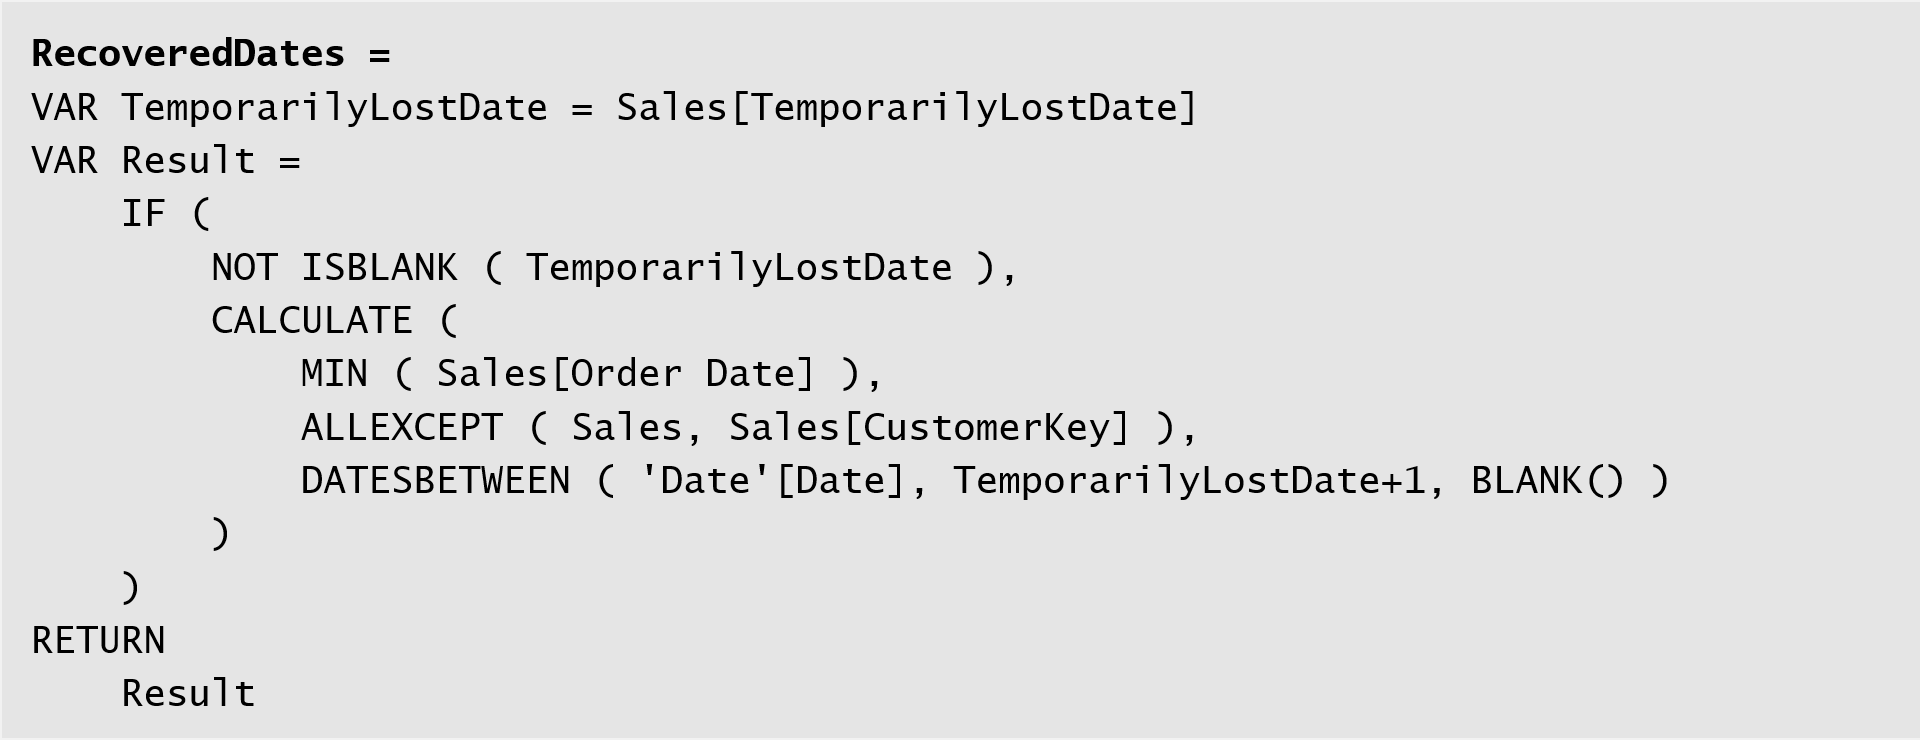 RecoveredDates =
VAR TemporarilyLostDate = Sales[TemporarilyLostDate]
VAR Result =
    IF (
        NOT ISBLANK ( TemporarilyLostDate ),
        CALCULATE (
            MIN ( Sales[Order Date] ),
            ALLEXCEPT ( Sales, Sales[CustomerKey] ),
            DATESBETWEEN ( 'Date'[Date], TemporarilyLostDate+1, BLANK() )
        )
    )
RETURN
    Result